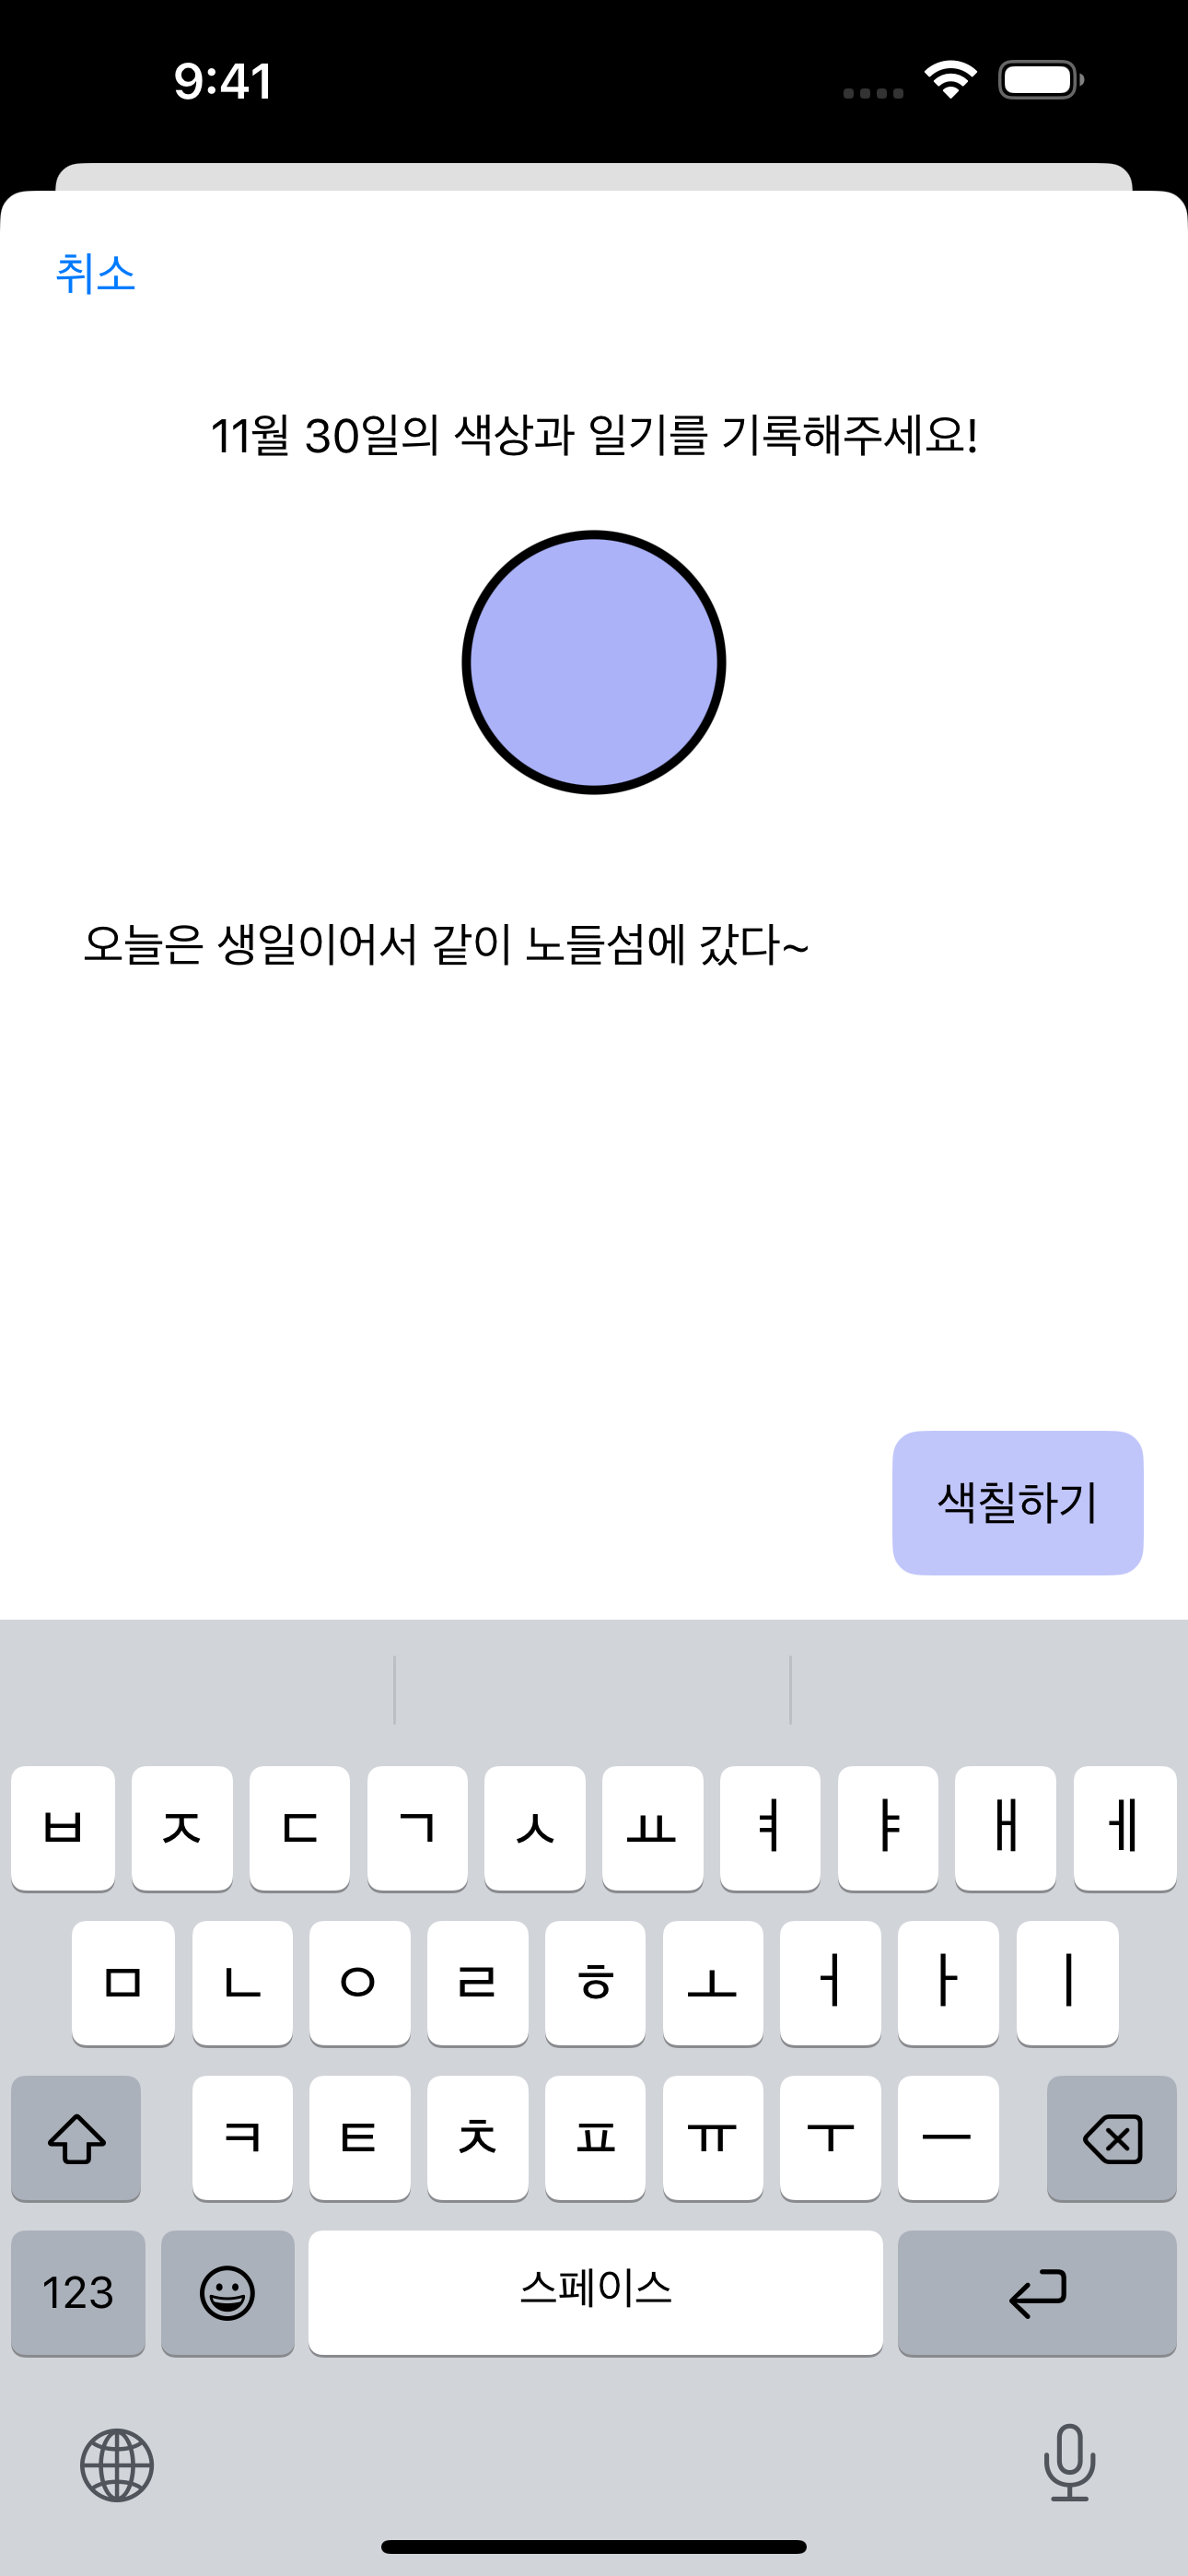 9:41
취소
11월 30일의 색상과 일기를 기록해주세요!
오늘은 생일이어서 같이 노들섬에 갔다~
색칠하기
ㅂ ㅈ ㄷ ㄱ ㅅ ㅛ ㅕ ㅑ ㅐ ㅔ
ㅁ ㄴ ㅇ ㄹ ㅎ ㅗ ㅓ ㅏ ㅣ
ㅋ ㅌ ㅊ ㅍ ㅠ ㅜ ㅡ
123 스페이스